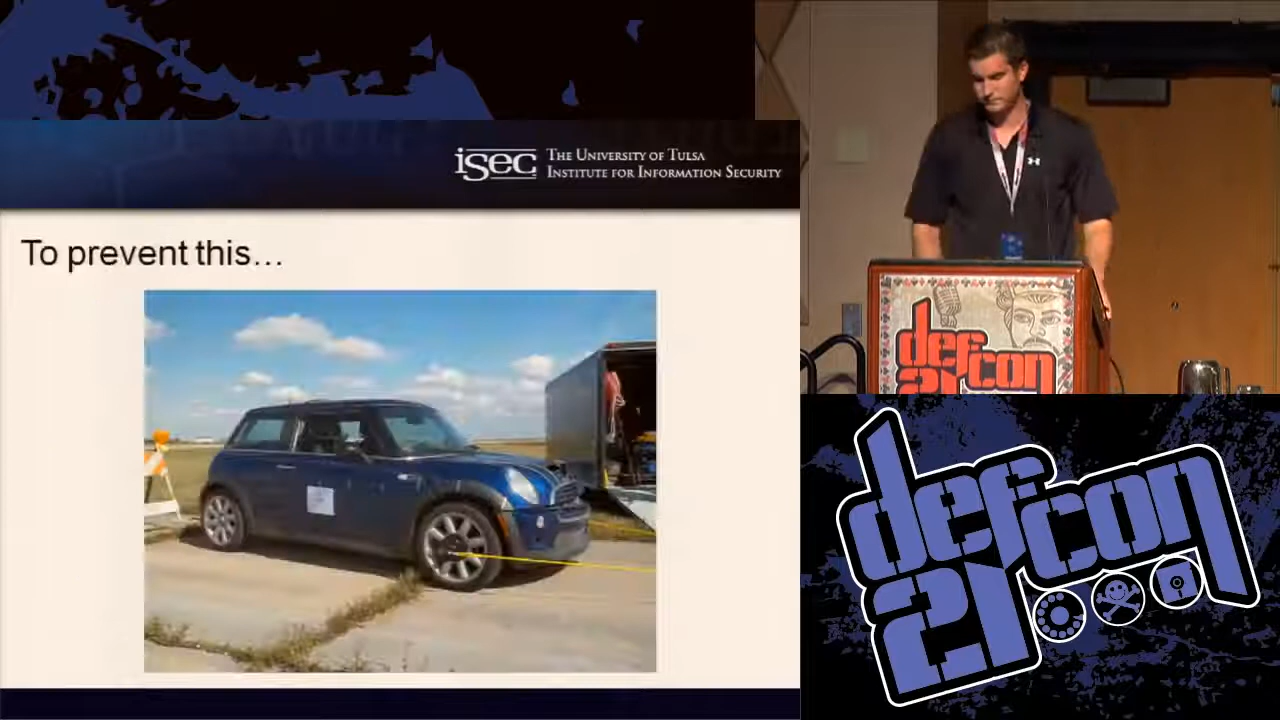 isec
THE UNIVERSITY OF TULSA
INSTITUTE FOR INFORMATION SECURITY
To prevent this…
defcon
21
defcon
21